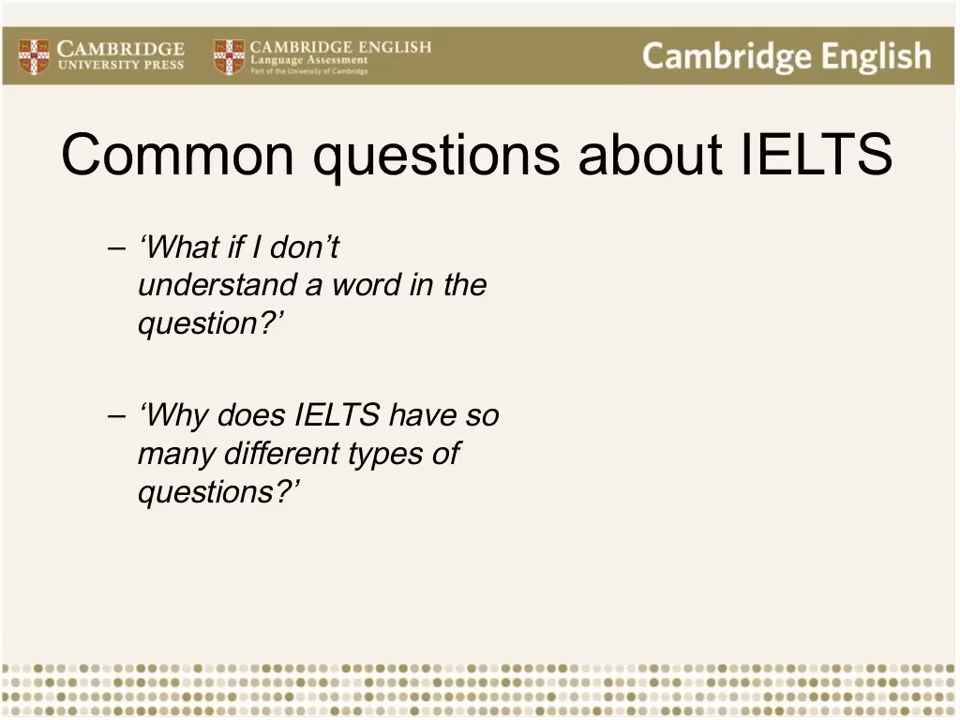 CAMBRIDGE
UNIVERSITY PRESS
CAMBRIDGE ENGLISH
Language Assessment
Part of the University of Cambridge
Cambridge English
Common questions about IELTS
– ‘What if I don’t
understand a word in the
question?’
– ‘Why does IELTS have so
many different types of
questions?’